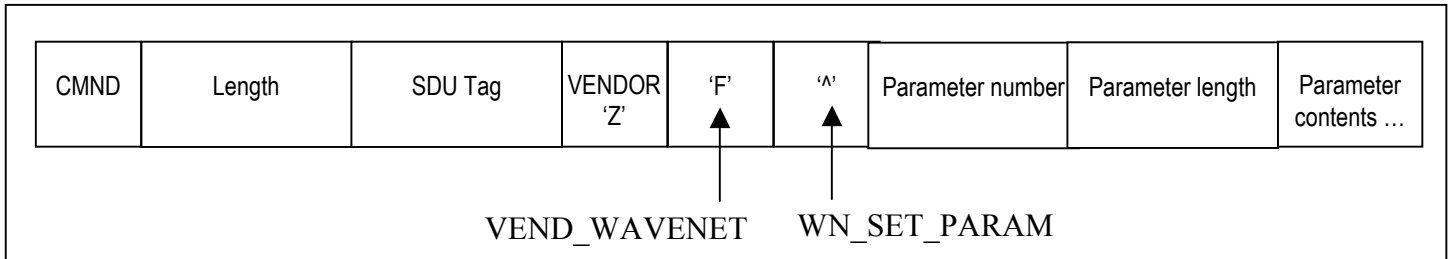 CMND Length SDU Tag VENDOR ‘Z’ ‘F’ ‘^’ Parameter number Parameter length Parameter contents …
VEND_WAVENET WN_SET_PARAM